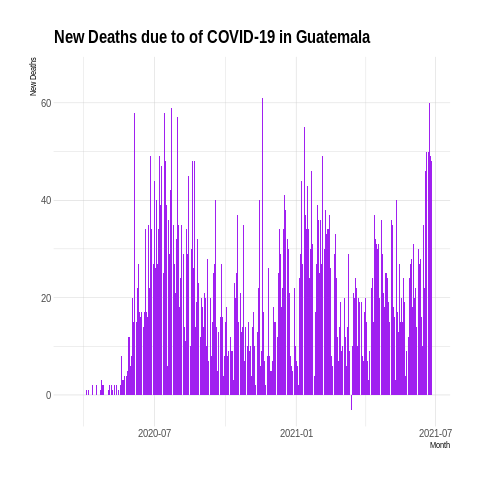 New Deaths due to of COVID-19 in Guatemala
New Deaths
60
40
20
0
2020-07
2021-01
2021-07
Month